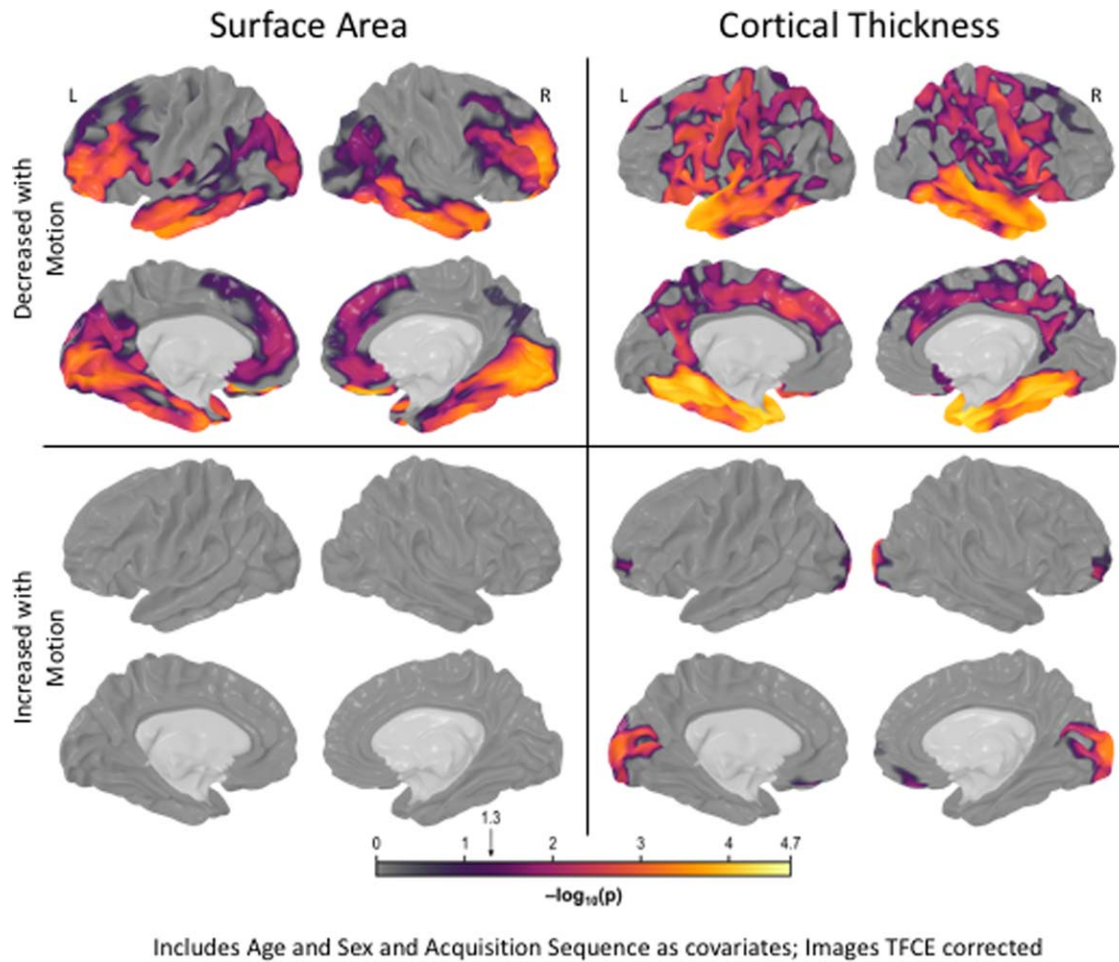 Surface Area
Cortical Thickness
L
R
L
R
Decreased with
Motion
Increased with
Motion
1.3
0
1
2
3
4
4.7
−log₁₀(p)
Includes Age and Sex and Acquisition Sequence as covariates; Images TFCE corrected